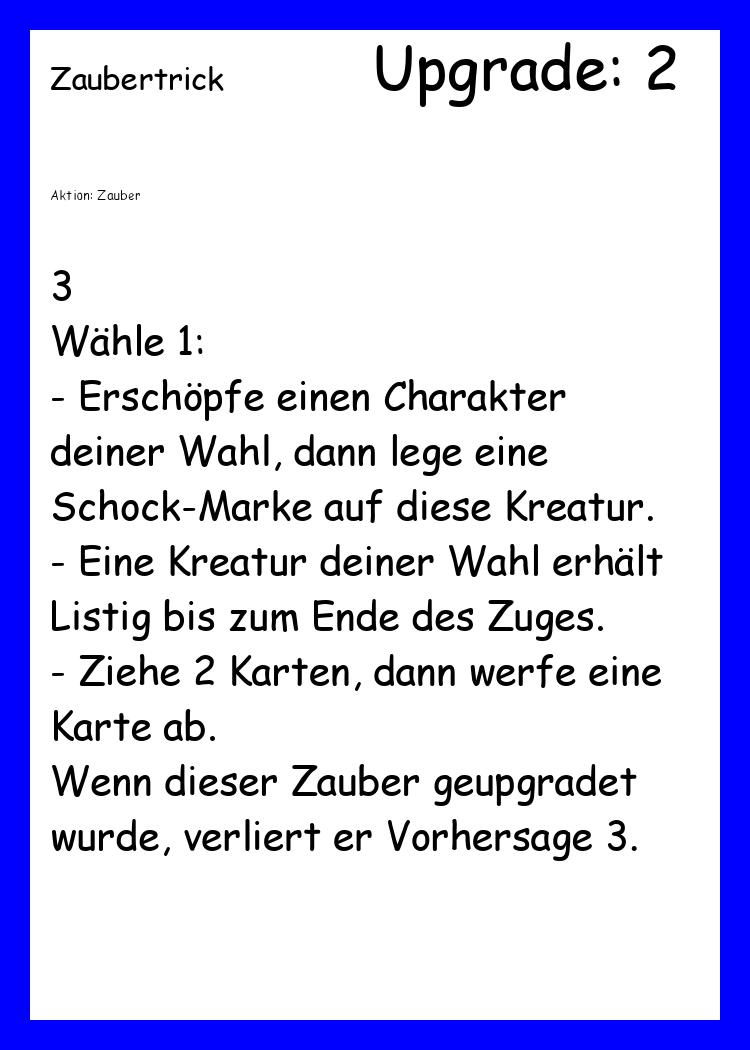 Zaubertrick
Upgrade: 2
Aktion: Zauber
3
Wähle 1:
- Erschöpfe einen Charakter
deiner Wahl, dann lege eine
Schock-Marke auf diese Kreatur.
- Eine Kreatur deiner Wahl erhält
Listig bis zum Ende des Zuges.
- Ziehe 2 Karten, dann werfe eine
Karte ab.
Wenn dieser Zauber geupgradet
wurde, verliert er Vorhersage 3.